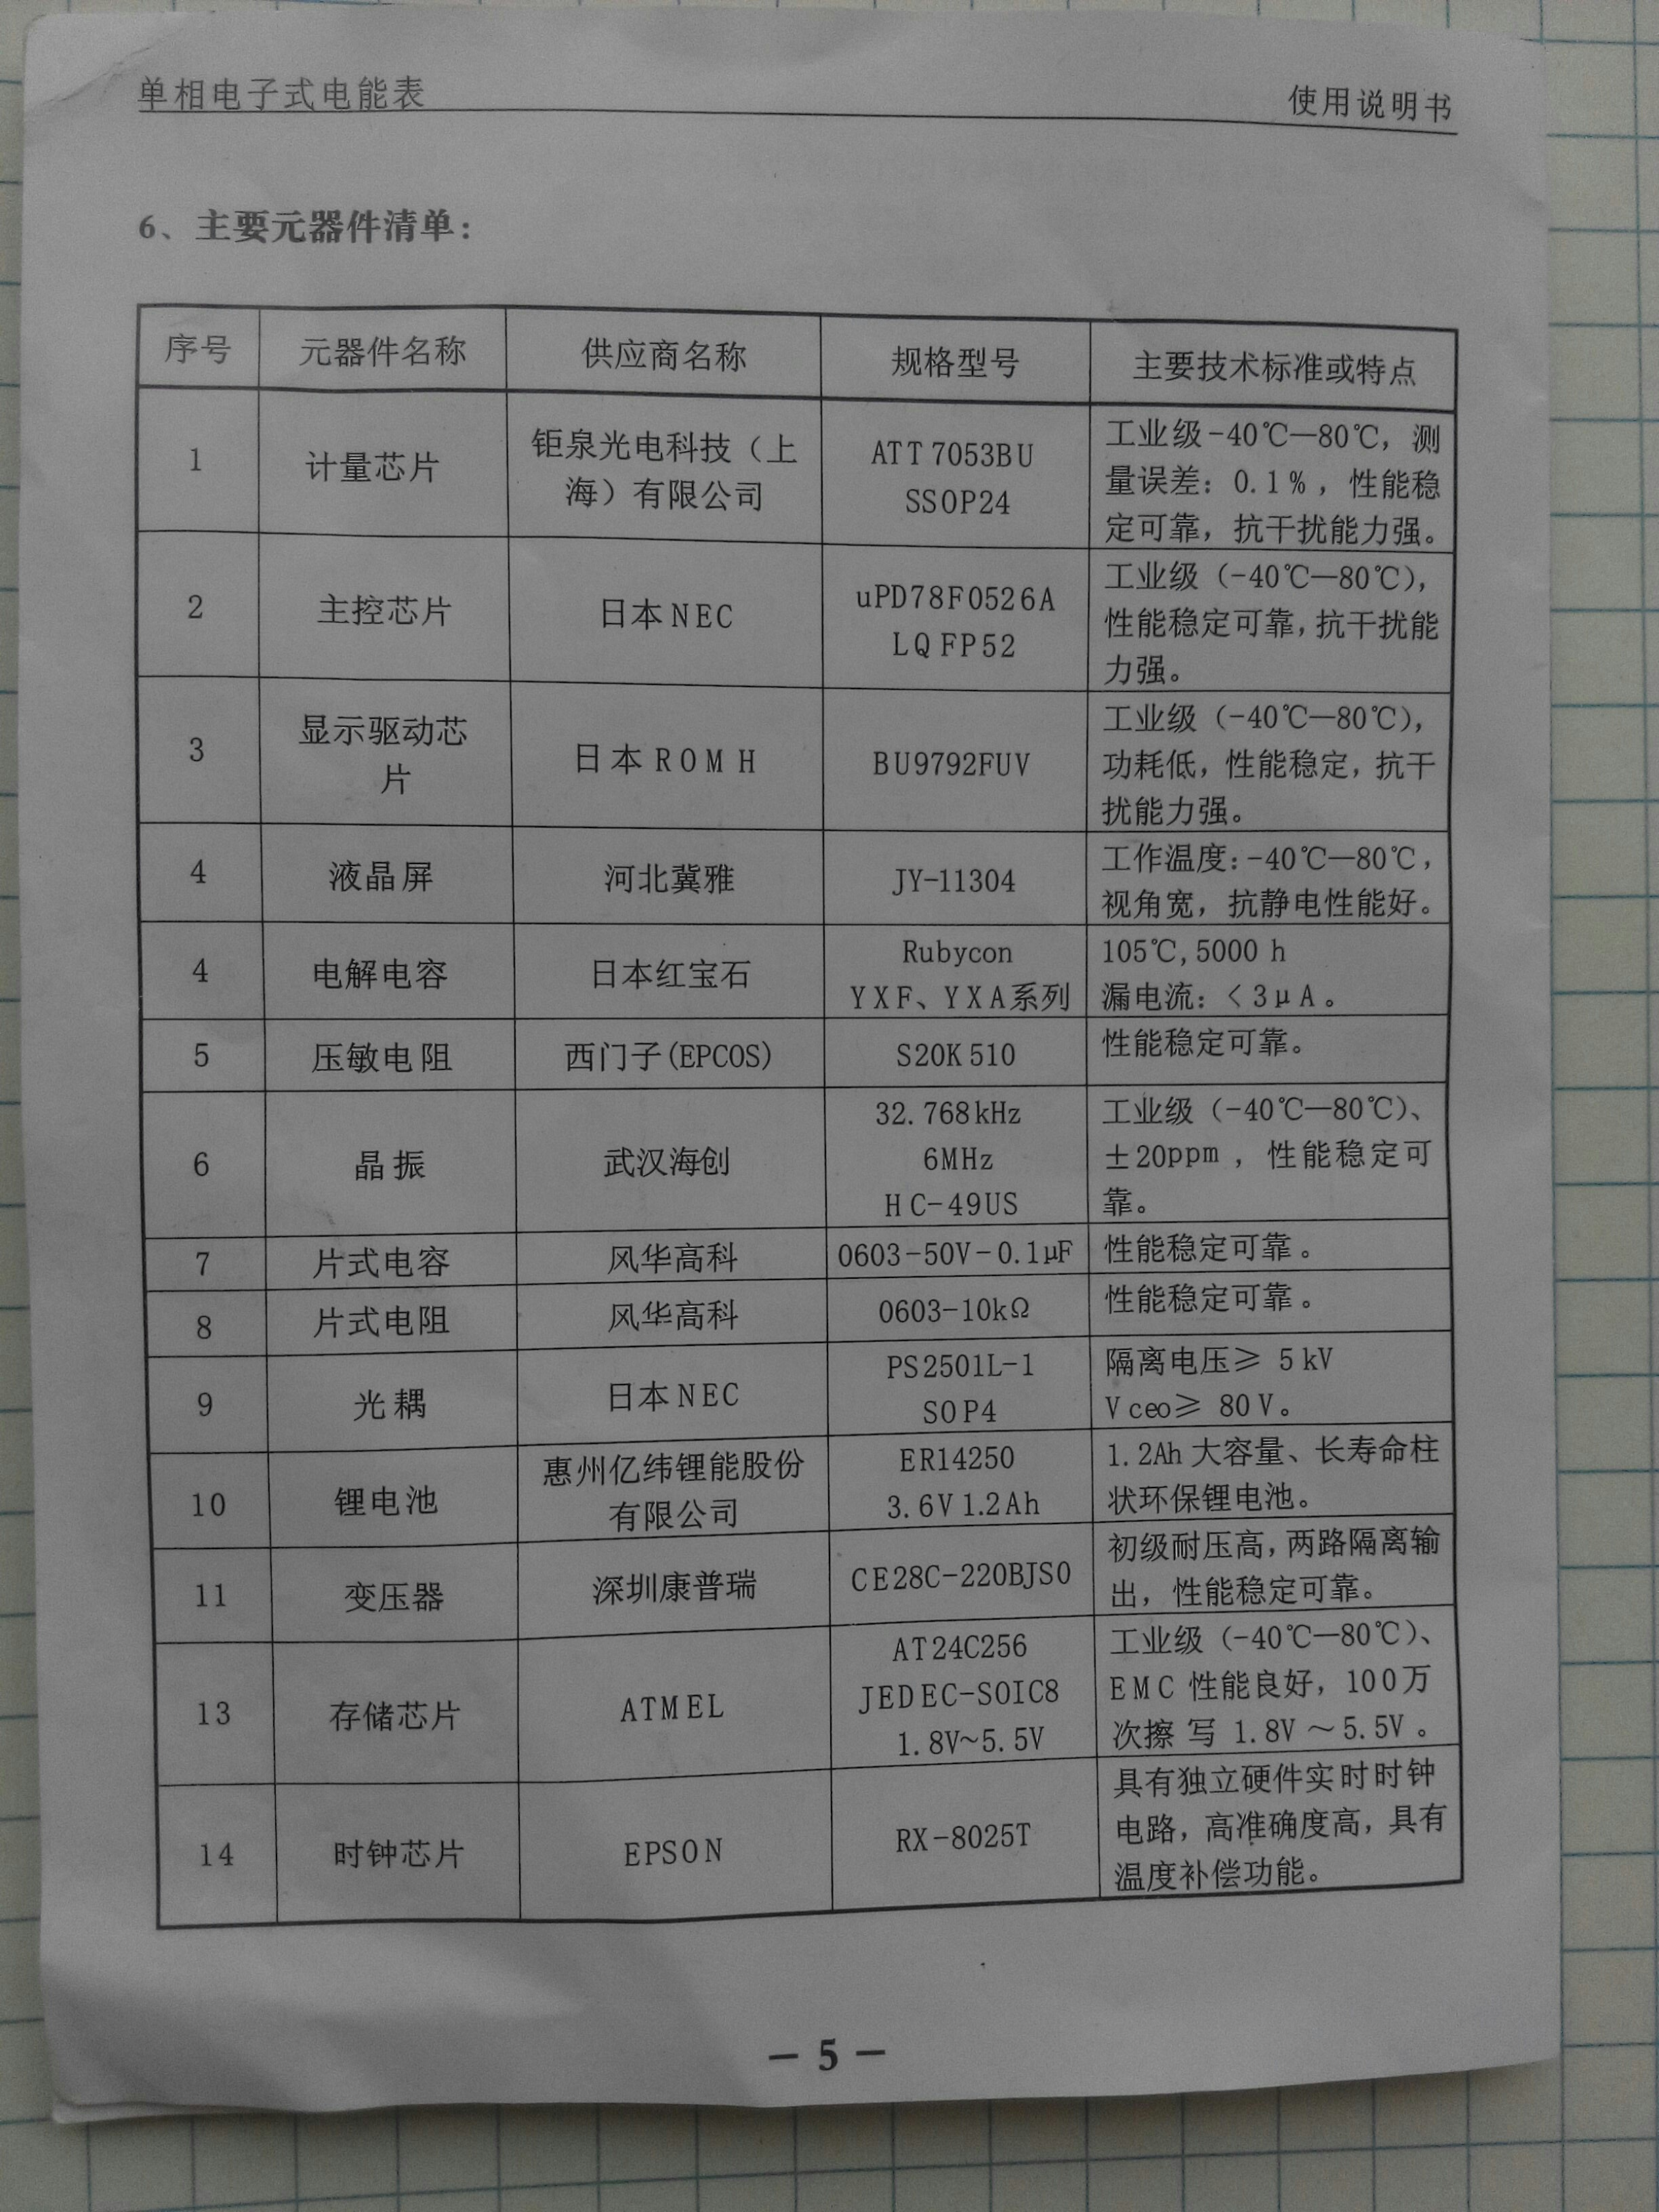 单相电子式电能表 使用说明书
6、主要元器件清单：
序号 元器件名称 供应商名称 规格型号 主要技术标准或特点
1 计量芯片 钜泉光电科技（上
海）有限公司 ATT7053BU
SSOP24 工业级-40℃—80℃，测
量误差：0.1%，性能稳
定可靠，抗干扰能力强。
2 主控芯片 日本NEC uPD78F0526A
LQFP52 工业级（-40℃—80℃），
性能稳定可靠，抗干扰能
力强。
3 显示驱动芯
片 日本ROMH BU9792FUV 工业级（-40℃—80℃），
功耗低，性能稳定，抗干
扰能力强。
4 液晶屏 河北冀雅 JY-11304 工作温度：-40℃—80℃，
视角宽，抗静电性能好。
4 电解电容 日本红宝石 Rubycon
YXF、YXA系列 105℃,5000 h
漏电流：＜3μA。
5 压敏电阻 西门子(EPCOS) S20K510 性能稳定可靠。
6 晶振 武汉海创 32.768kHz
6MHz
HC-49US 工业级（-40℃—80℃）、
±20ppm，性能稳定可
靠。
7 片式电容 风华高科 0603-50V-0.1μF 性能稳定可靠。
8 片式电阻 风华高科 0603-10kΩ 性能稳定可靠。
9 光耦 日本NEC PS2501L-1
SOP4 隔离电压≥ 5kV
Vceo≥ 80V。
10 锂电池 惠州亿纬锂能股份
有限公司 ER14250
3.6V1.2Ah 1.2Ah 大容量、长寿命柱
状环保锂电池。
11 变压器 深圳康普瑞 CE28C-220BJS0 初级耐压高，两路隔离输
出，性能稳定可靠。
13 存储芯片 ATMEL AT24C256
JEDEC-SOIC8
1.8V~5.5V 工业级（-40℃—80℃）、
EMC 性能良好，100万
次擦写 1.8V～5.5V。
14 时钟芯片 EPSON RX-8025T 具有独立硬件实时时钟
电路，高准确度高，具有
温度补偿功能。
— 5 —